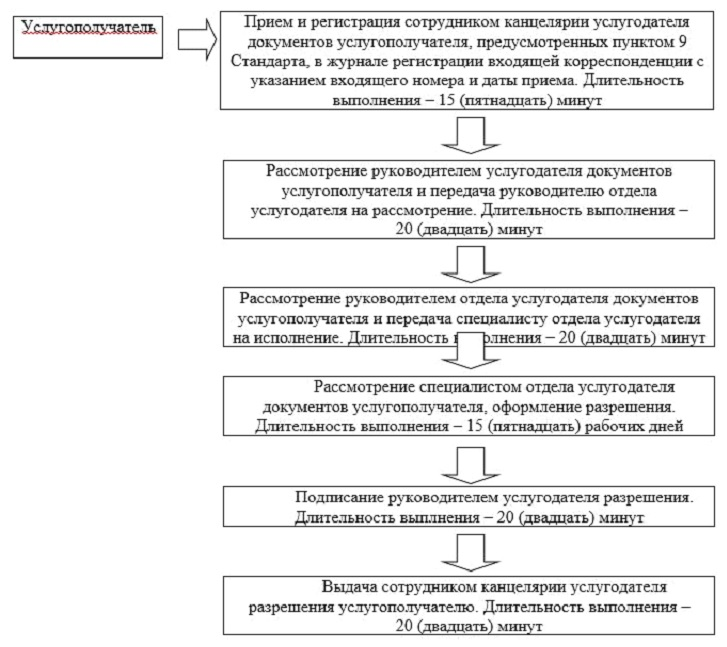 Услугополучатель
Прием и регистрация сотрудником канцелярии услугодателя
документов услугополучателя, предусмотренных пунктом 9
Стандарта, в журнале регистрации входящей корреспонденции с
указанием входящего номера и даты приема. Длительность
выполнения – 15 (пятнадцать) минут
Рассмотрение руководителем услугодателя документов
услугополучателя и передача руководителю отдела
услугодателя на рассмотрение. Длительность выполнения –
20 (двадцать) минут
Рассмотрение руководителем отдела услугодателя документов
услугополучателя и передача специалисту отдела услугодателя
на исполнение. Длительность – 20 (двадцать) минут
Рассмотрение специалистом отдела услугодателя
документов услугополучателя, оформление разрешения.
Длительность выполнения – 15 (пятнадцать) рабочих дней
Подписание руководителем услугодателя разрешения.
Длительность выплнения – 20 (двадцать) минут
Выдача сотрудником канцелярии услугодателя
разрешения услугополучателю. Длительность выполнения –
20 (двадцать) минут